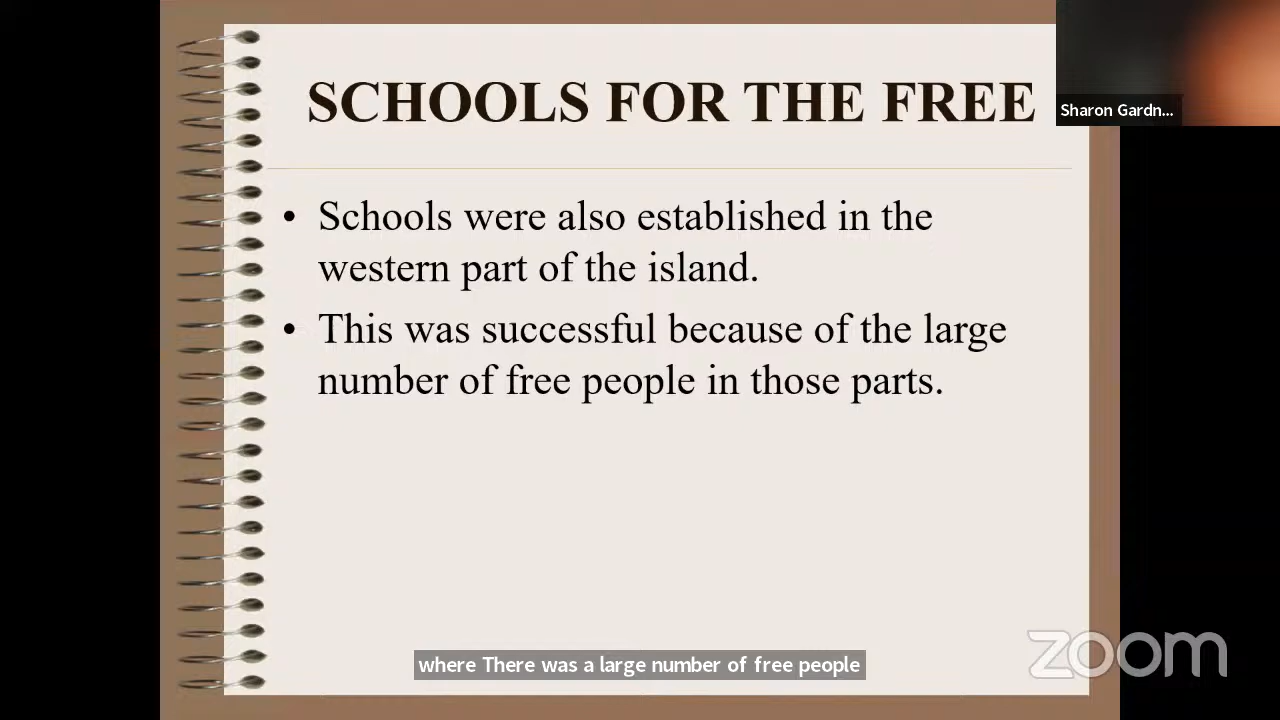 SCHOOLS FOR THE FREE
Sharon Gardn...
• Schools were also established in the
western part of the island.
• This was successful because of the large
number of free people in those parts.
where There was a large number of free people
zoom